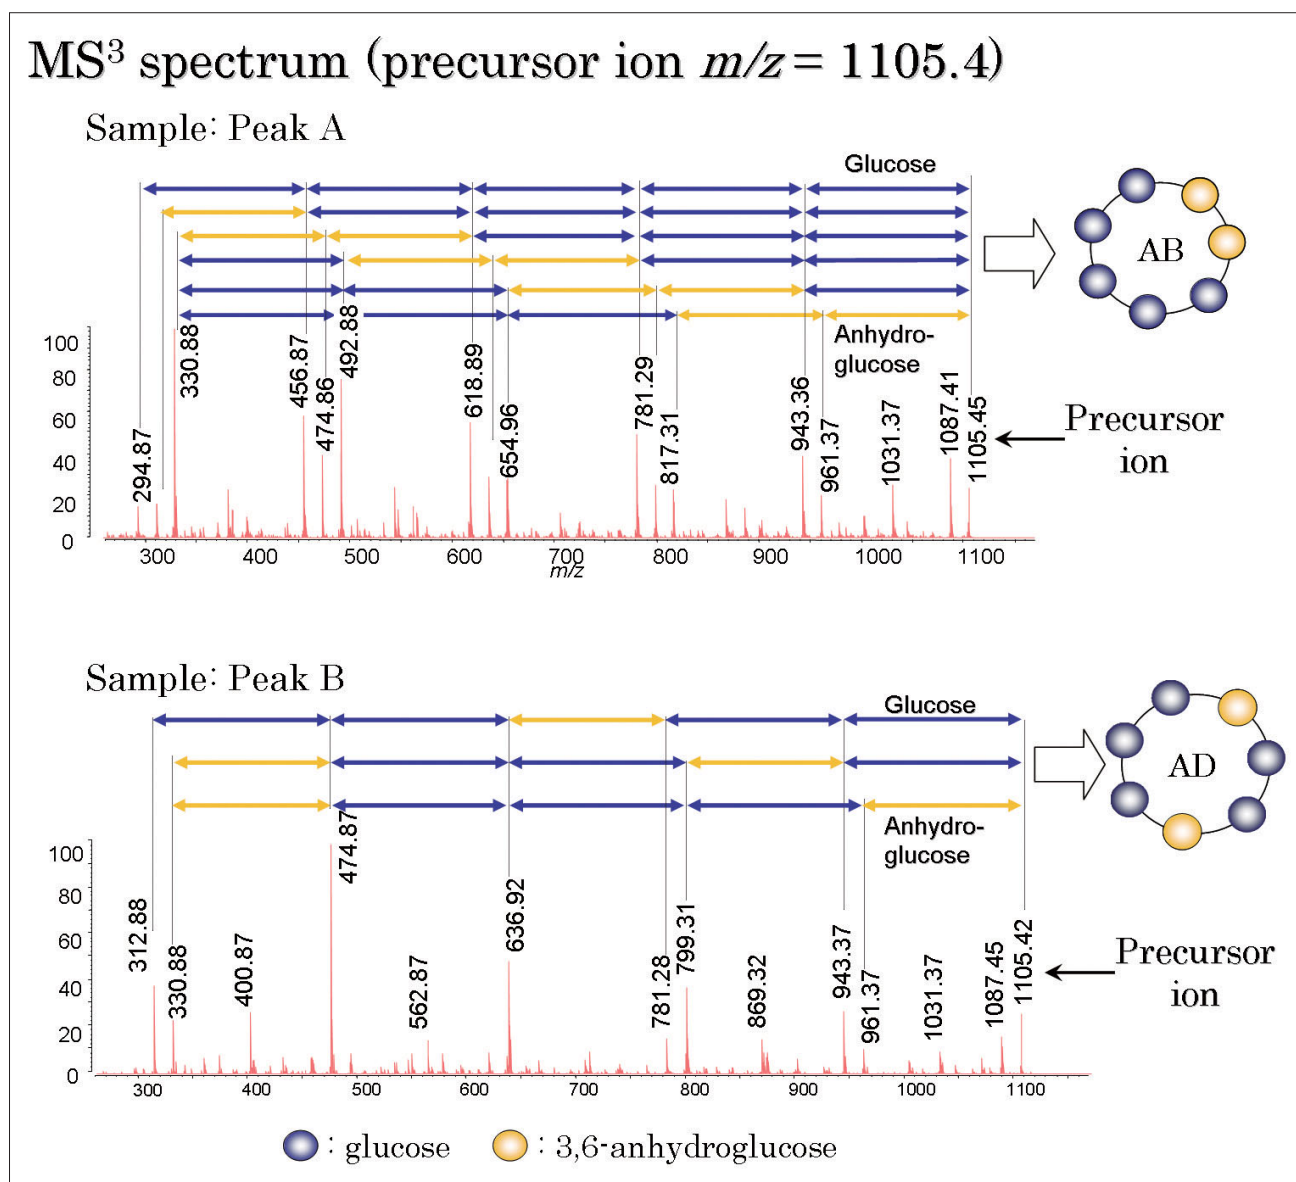 MS³ spectrum (precursor ion m/z = 1105.4)
Sample: Peak A
Glucose
AB
Anhydro-
glucose
294.87
330.88
456.87
474.86
492.88
618.89
654.96
781.29
817.31
943.36
961.37
1031.37
1087.41
1105.45
Precursor
ion
100
80
60
40
20
0
300 400 500 600 700 800 900 1000 1100
m/z
Sample: Peak B
Glucose
AD
Anhydro-
glucose
312.88
330.88
400.87
474.87
562.87
636.92
781.28
799.31
869.32
943.37
961.37
1031.37
1087.45
1105.42
Precursor
ion
100
80
60
40
20
0
300 400 500 600 700 800 900 1000 1100
: glucose : 3,6-anhydroglucose